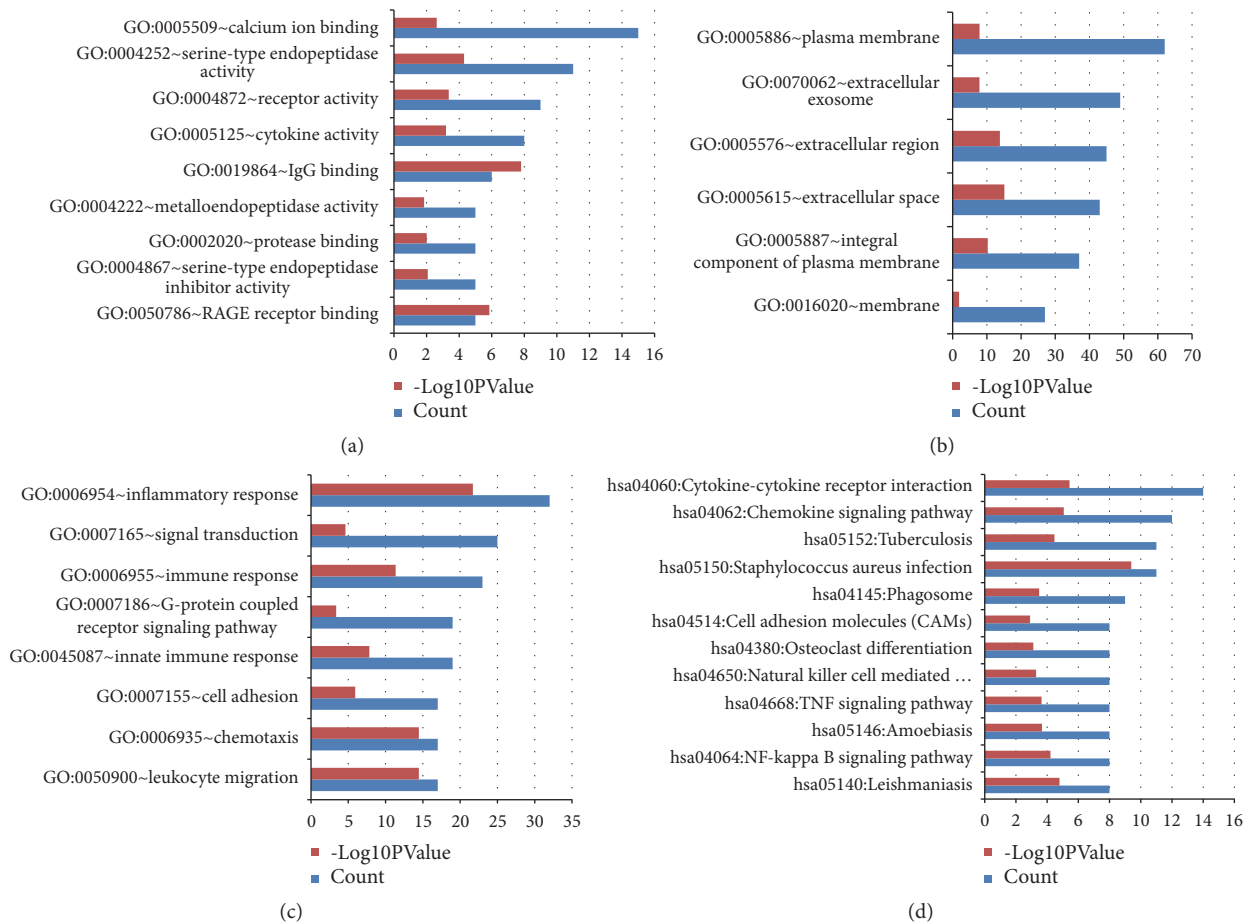 GO:0005509~calcium ion binding
GO:0004252~serine-type endopeptidase
activity
GO:0004872~receptor activity
GO:0005125~cytokine activity
GO:0019864~IgG binding
GO:0004222~metalloendopeptidase activity
GO:0002020~protease binding
GO:0004867~serine-type endopeptidase
inhibitor activity
GO:0050786~RAGE receptor binding
0 2 4 6 8 10 12 14 16
-Log10PValue
Count
(a)
GO:0005886~plasma membrane
GO:0070062~extracellular
exosome
GO:0005576~extracellular region
GO:0005615~extracellular space
GO:0005887~integral
component of plasma membrane
GO:0016020~membrane
0 10 20 30 40 50 60 70
-Log10PValue
Count
(b)
GO:0006954~inflammatory response
GO:0007165~signal transduction
GO:0006955~immune response
GO:0007186~G-protein coupled
receptor signaling pathway
GO:0045087~innate immune response
GO:0007155~cell adhesion
GO:0006935~chemotaxis
GO:0050900~leukocyte migration
0 5 10 15 20 23 30 35
-Log10PValue
Count
(c)
hsa04060:Cytokine-cytokine receptor interaction
hsa04062:Chemokine signaling pathway
hsa05152:Tuberculosis
hsa05150:Staphylococcus aureus infection
hsa04145:Phagosome
hsa04514:Cell adhesion molecules (CAMs)
hsa04380:Osteoclast differentiation
hsa04650:Natural killer cell mediated …
hsa04668:TNF signaling pathway
hsa05146:Amoebiasis
hsa04064:NF-kappa B signaling pathway
hsa05140:Leishmaniasis
0 2 4 6 8 10 12 14 16
-Log10PValue
Count
(d)